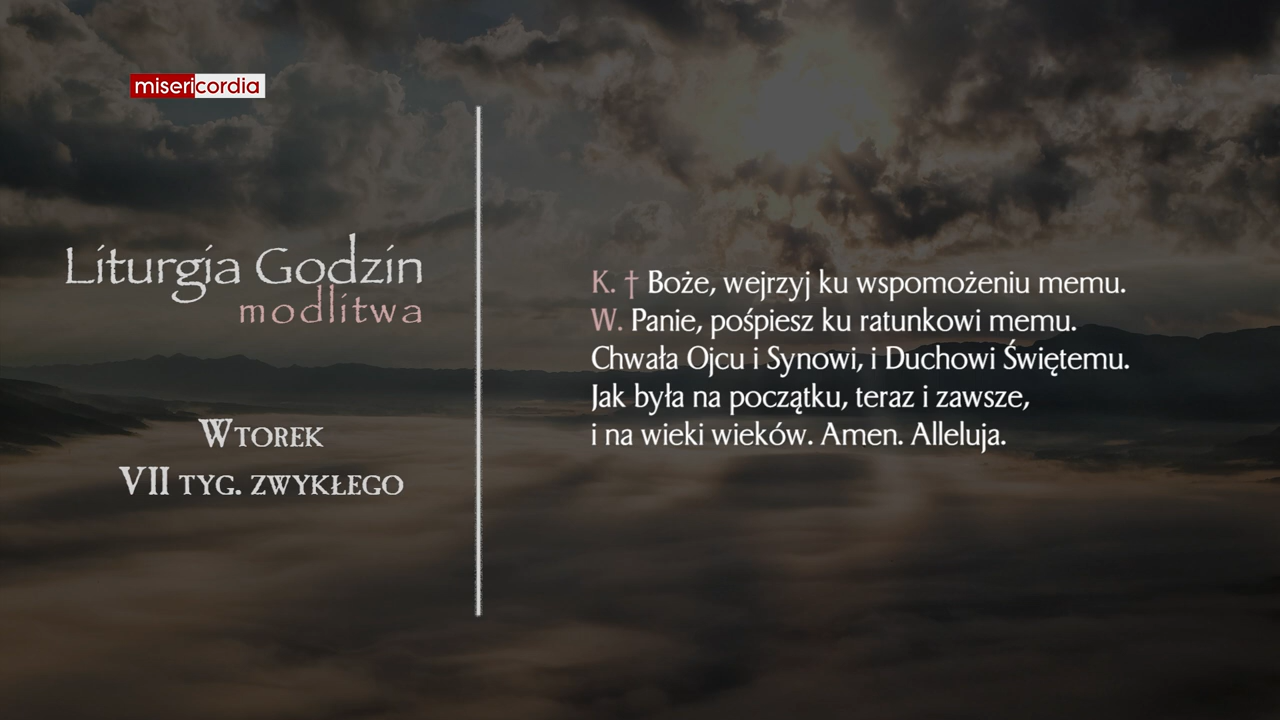 misericordia
Liturgia Godzin
modlitwa
Wtorek
VII tyg. zwykłego
K. † Boże, wejrzyj ku wspomożeniu memu.
W. Panie, pośpiesz ku ratunkowi memu.
Chwała Ojcu i Synowi, i Duchowi Świętemu.
Jak była na początku, teraz i zawsze,
i na wieki wieków. Amen. Alleluja.